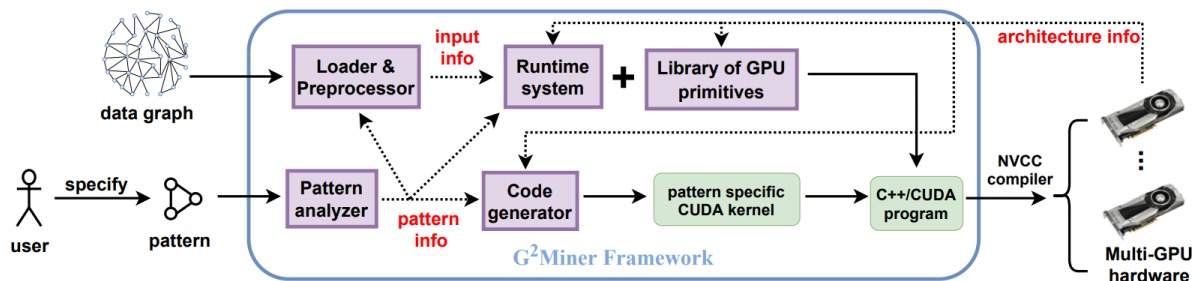 data graph
user
specify
pattern
Loader &
Preprocessor
input
info
Runtime
system
+
Library of GPU
primitives
architecture info
Pattern
analyzer
pattern
info
Code
generator
pattern specific
CUDA kernel
C++/CUDA
program
G²Miner Framework
NVCC
compiler
Multi-GPU
hardware